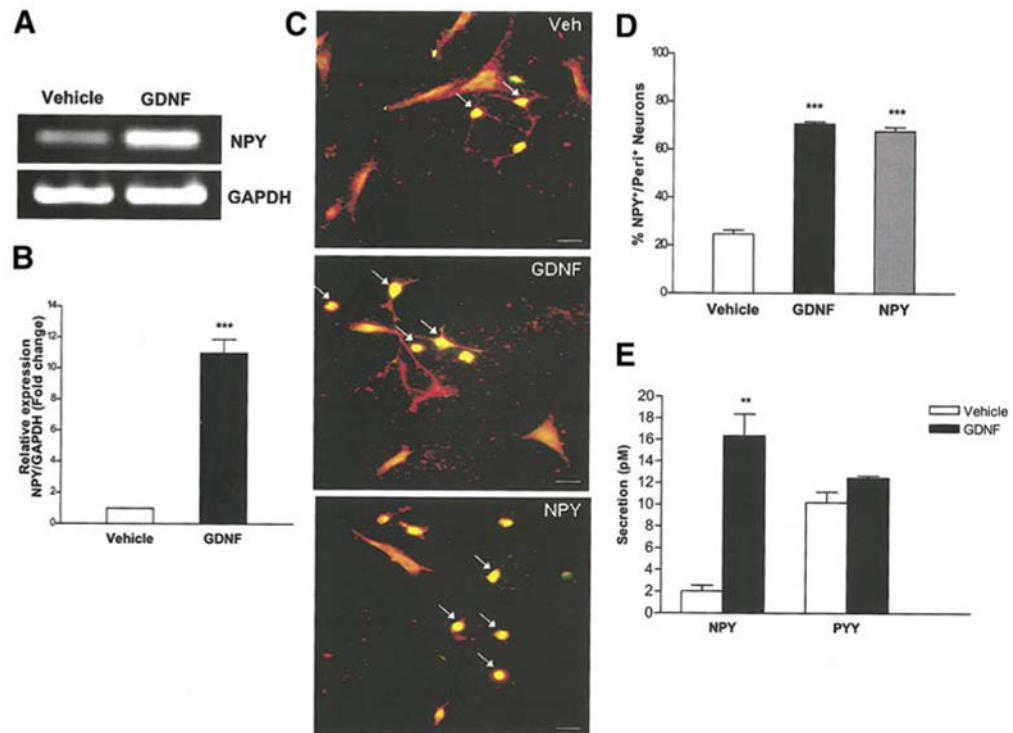 A
Vehicle GDNF
NPY
GAPDH
B
Relative expression
NPY/GAPDH (Fold change)
14
12
10
8
6
4
2
0
***
Vehicle GDNF
C
Veh
GDNF
NPY
D
% NPY⁺/Peri⁺ Neurons
100
80
60
40
20
0
*** ***
Vehicle GDNF NPY
E
Secretion (pM)
20
18
16
14
12
10
8
6
4
2
0
**
Vehicle
GDNF
NPY PYY